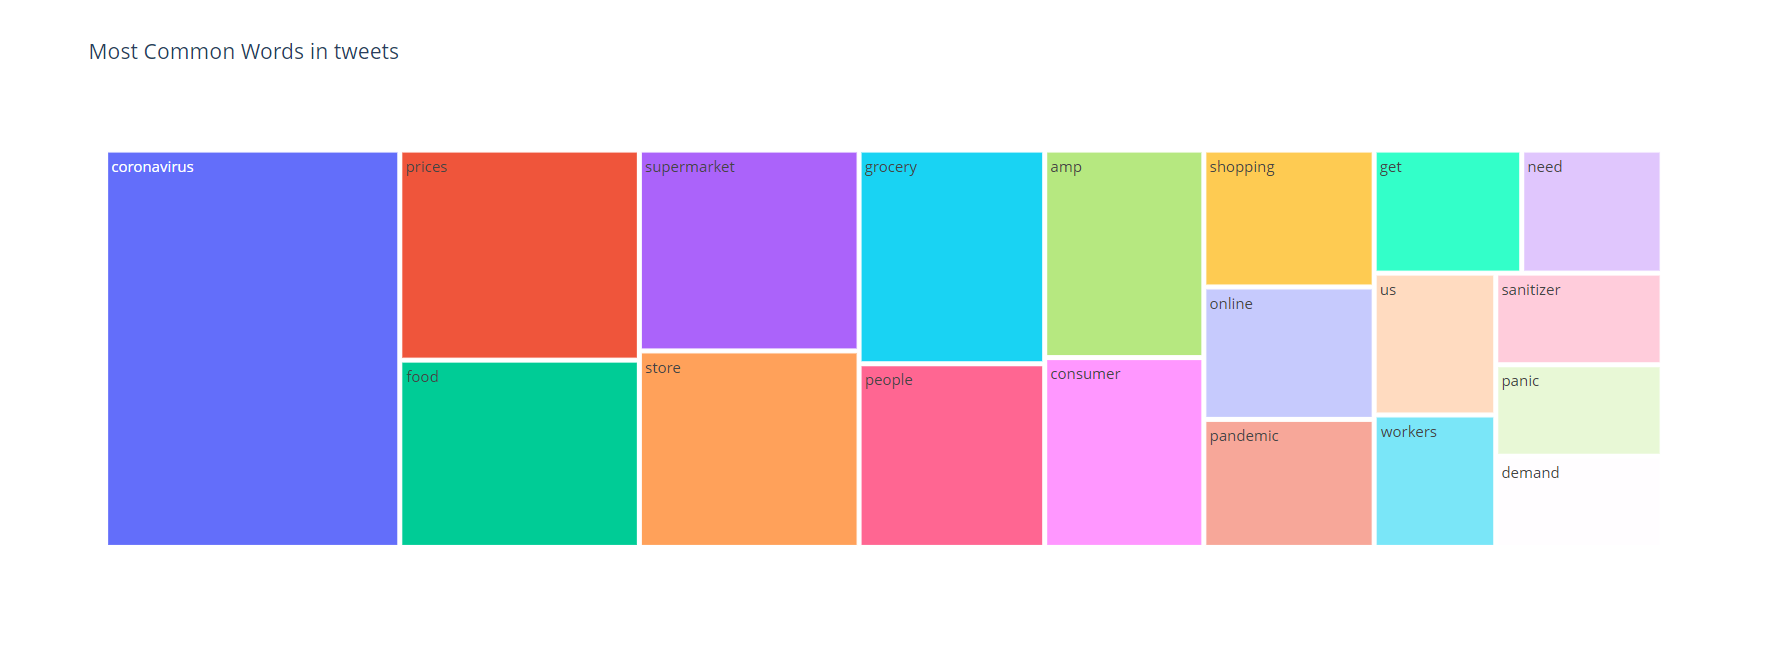 Most Common Words in tweets
coronavirus
prices
food
supermarket
store
grocery
people
amp
consumer
shopping
online
pandemic
get
need
us
workers
sanitizer
panic
demand